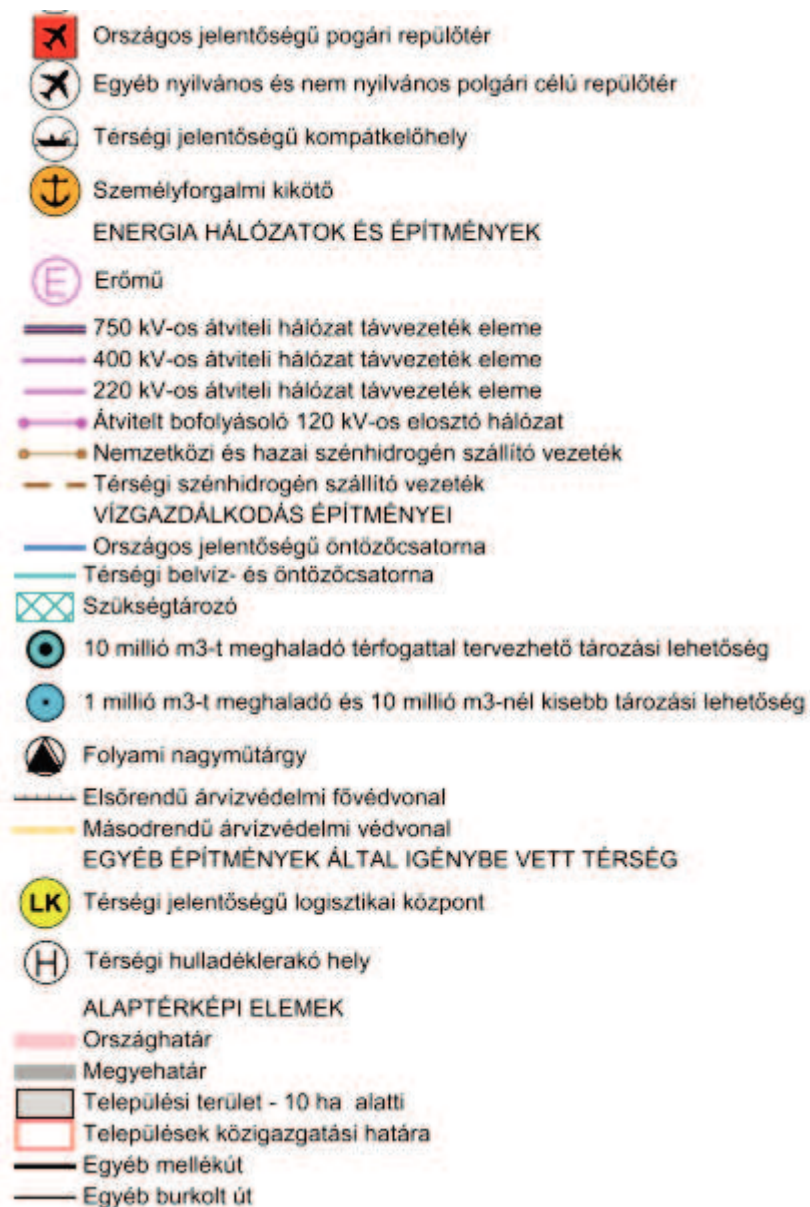 Országos jelentőségű pogári repülőtér
Egyéb nyilvános és nem nyilvános polgári célú repülőtér
Térségi jelentőségű kompátkelőhely
Személyforgalmi kikötő
ENERGIA HÁLÓZATOK ÉS ÉPÍTMÉNYEK
E Erőmű
750 kV-os átviteli hálózat távvezeték eleme
400 kV-os átviteli hálózat távvezeték eleme
220 kV-os átviteli hálózat távvezeték eleme
Átvitelt bofolyásoló 120 kV-os elosztó hálózat
Nemzetközi és hazai szénhidrogén szállító vezeték
Térségi szénhidrogén szállító vezeték
VÍZGAZDÁLKODÁS ÉPÍTMÉNYEI
Országos jelentőségű öntözőcsatorna
Térségi belvíz- és öntözőcsatorna
Szükségtározó
10 millió m3-t meghaladó térfogattal tervezhető tározási lehetőség
1 millió m3-t meghaladó és 10 millió m3-nél kisebb tározási lehetőség
Folyami nagyműtárgy
Elsőrendű árvízvédelmi fővédvonal
Másodrendű árvízvédelmi védvonal
EGYÉB ÉPÍTMÉNYEK ÁLTAL IGÉNYBE VETT TÉRSÉG
LK Térségi jelentőségű logisztikai központ
H Térségi hulladéklerakó hely
ALAPTÉRKÉPI ELEMEK
Országhatár
Megyehatár
Települési terület - 10 ha alatti
Települések közigazgatási határa
Egyéb mellékút
Egyéb burkolt út